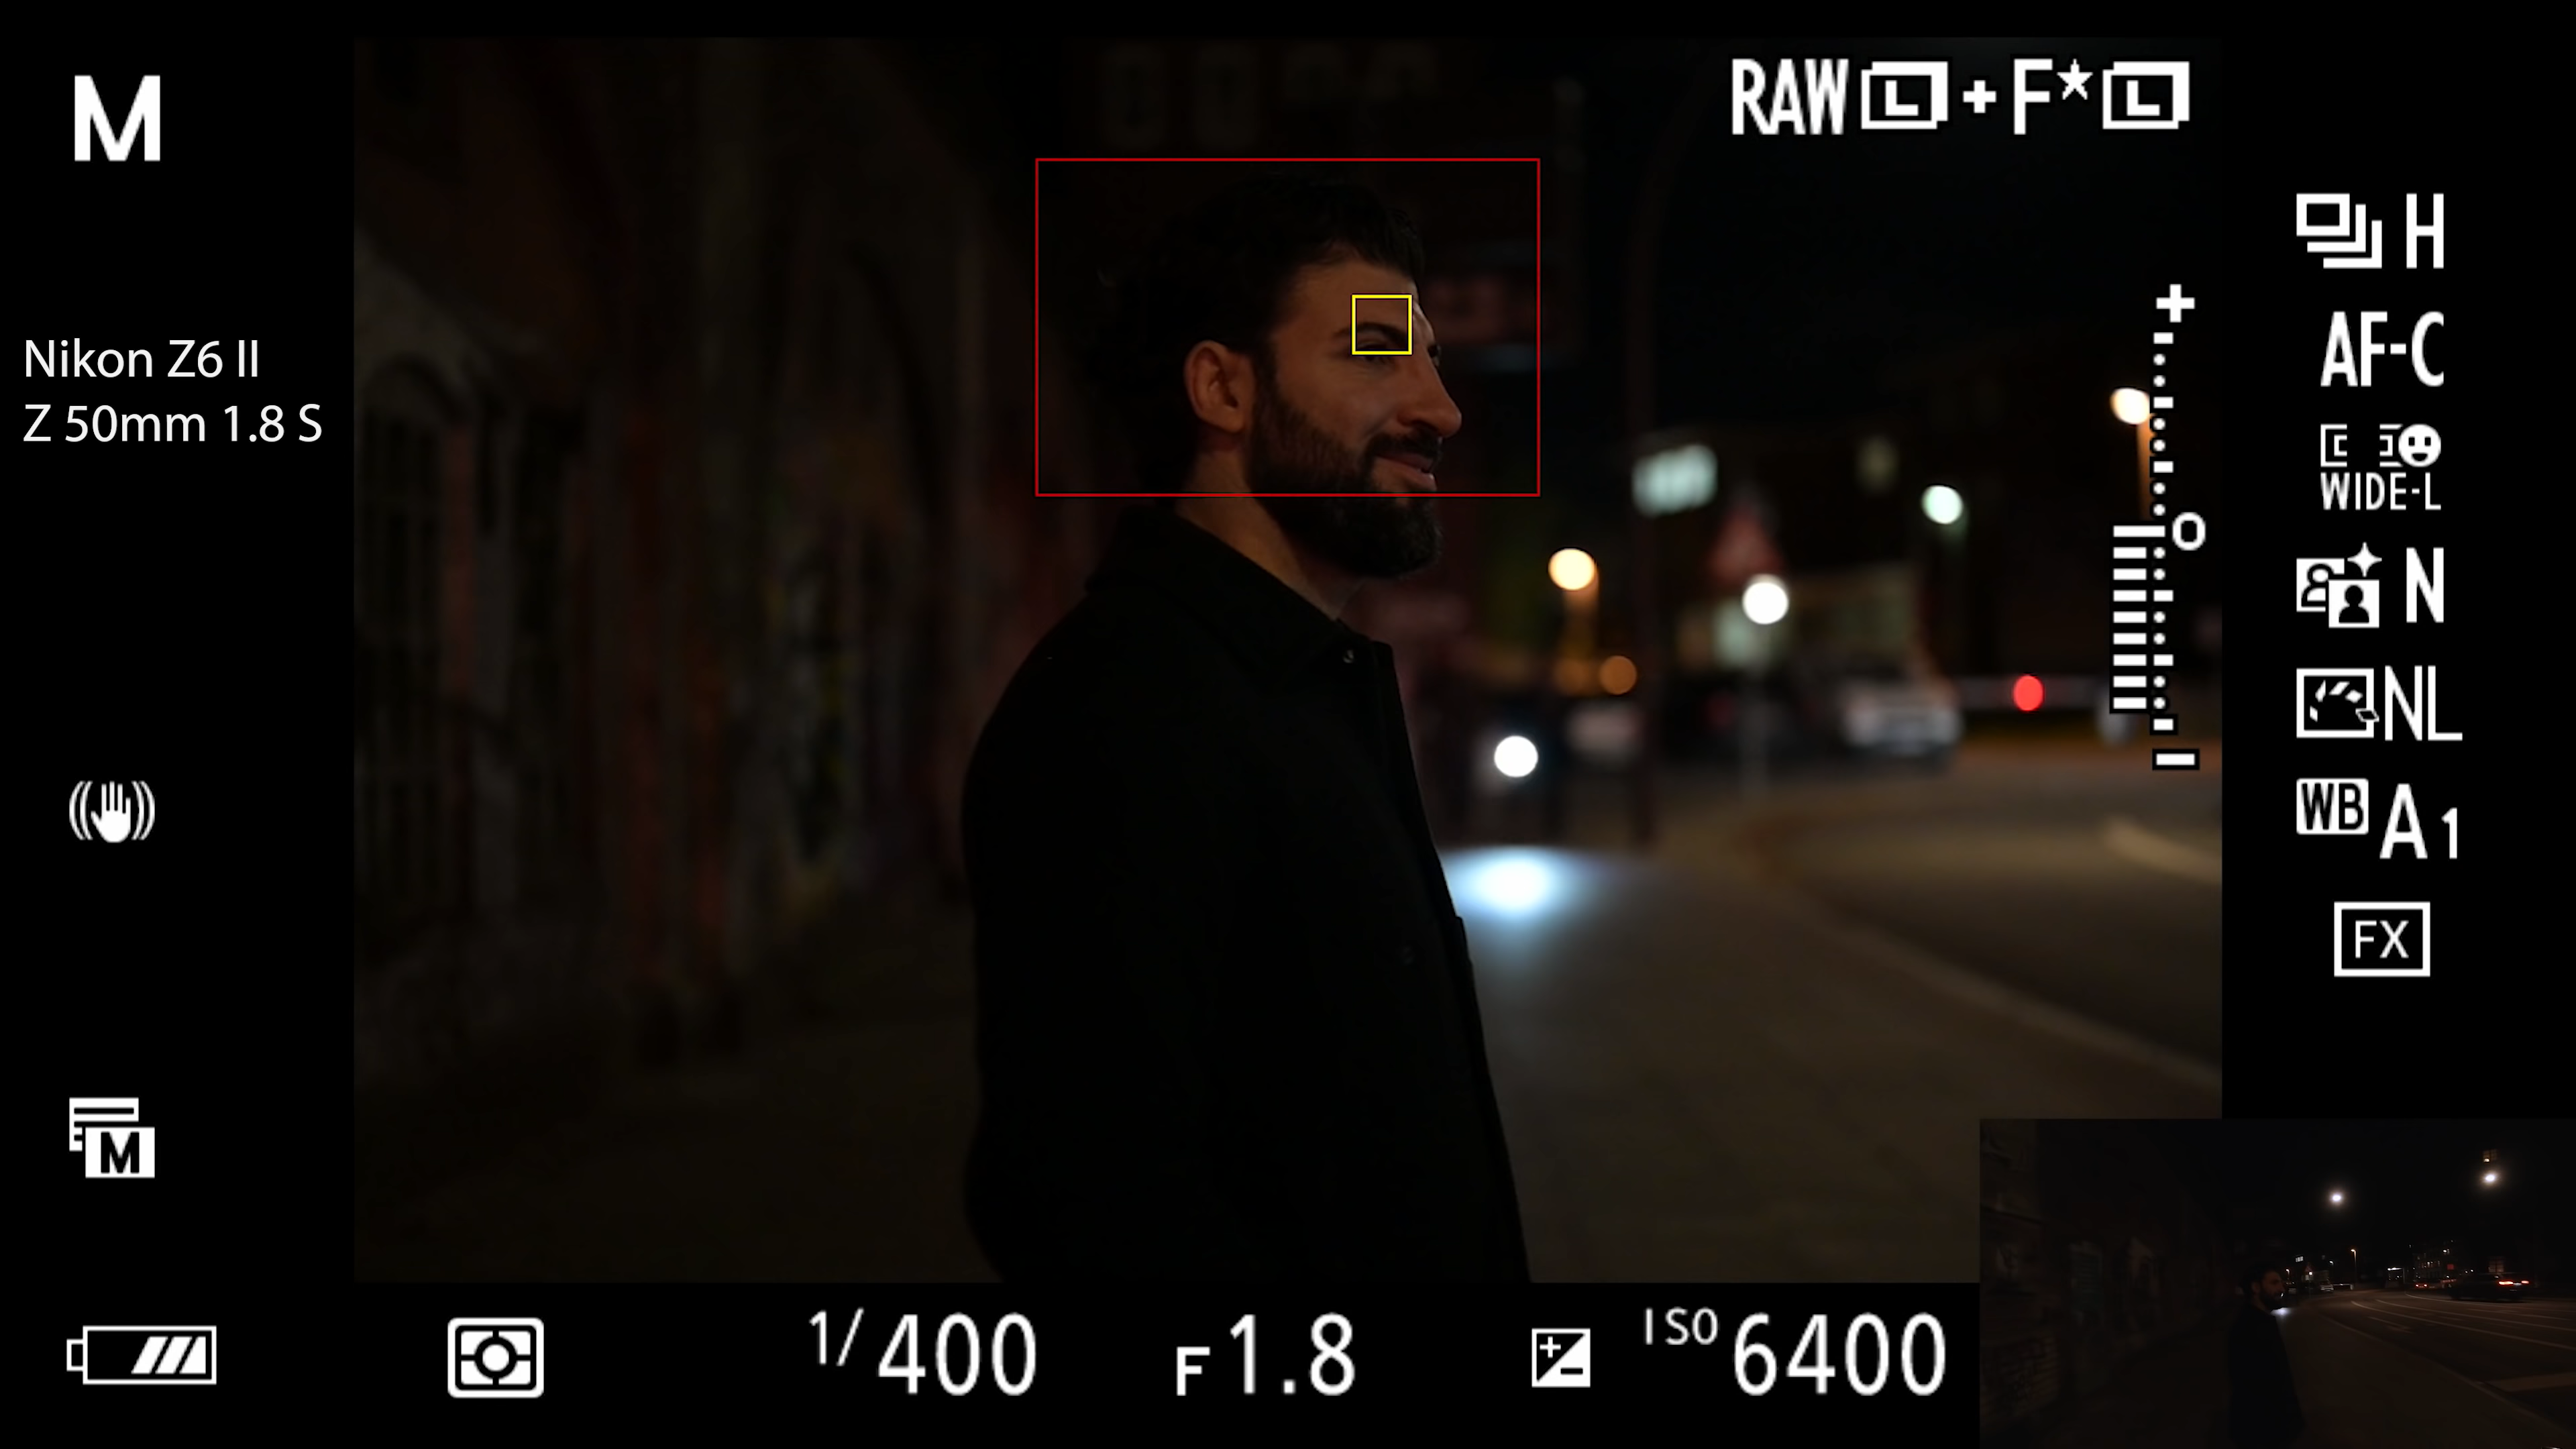 M
RAW L + F★ L
H
Nikon Z6 II
Z 50mm 1.8 S
AF-C
WIDE-L
N
NL
WB A1
FX
M
1/400 F1.8 ISO 6400